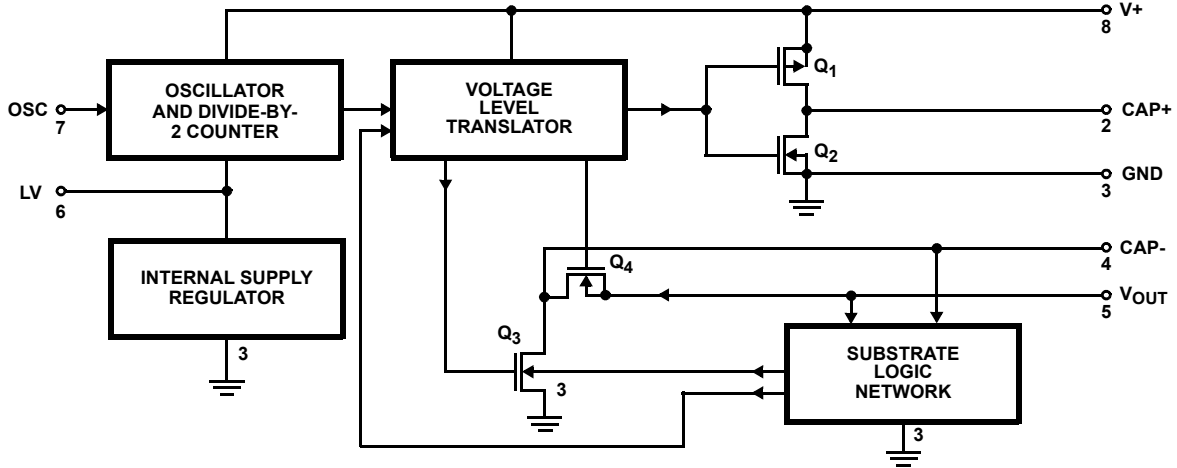 V+
8
OSCILLATOR
AND DIVIDE-BY-
2 COUNTER
VOLTAGE
LEVEL
TRANSLATOR
Q1
OSC
7
CAP+
2
Q2
GND
3
LV
6
CAP-
4
INTERNAL SUPPLY
REGULATOR
Q4
VOUT
5
Q3
3
SUBSTRATE
LOGIC
NETWORK
3
3